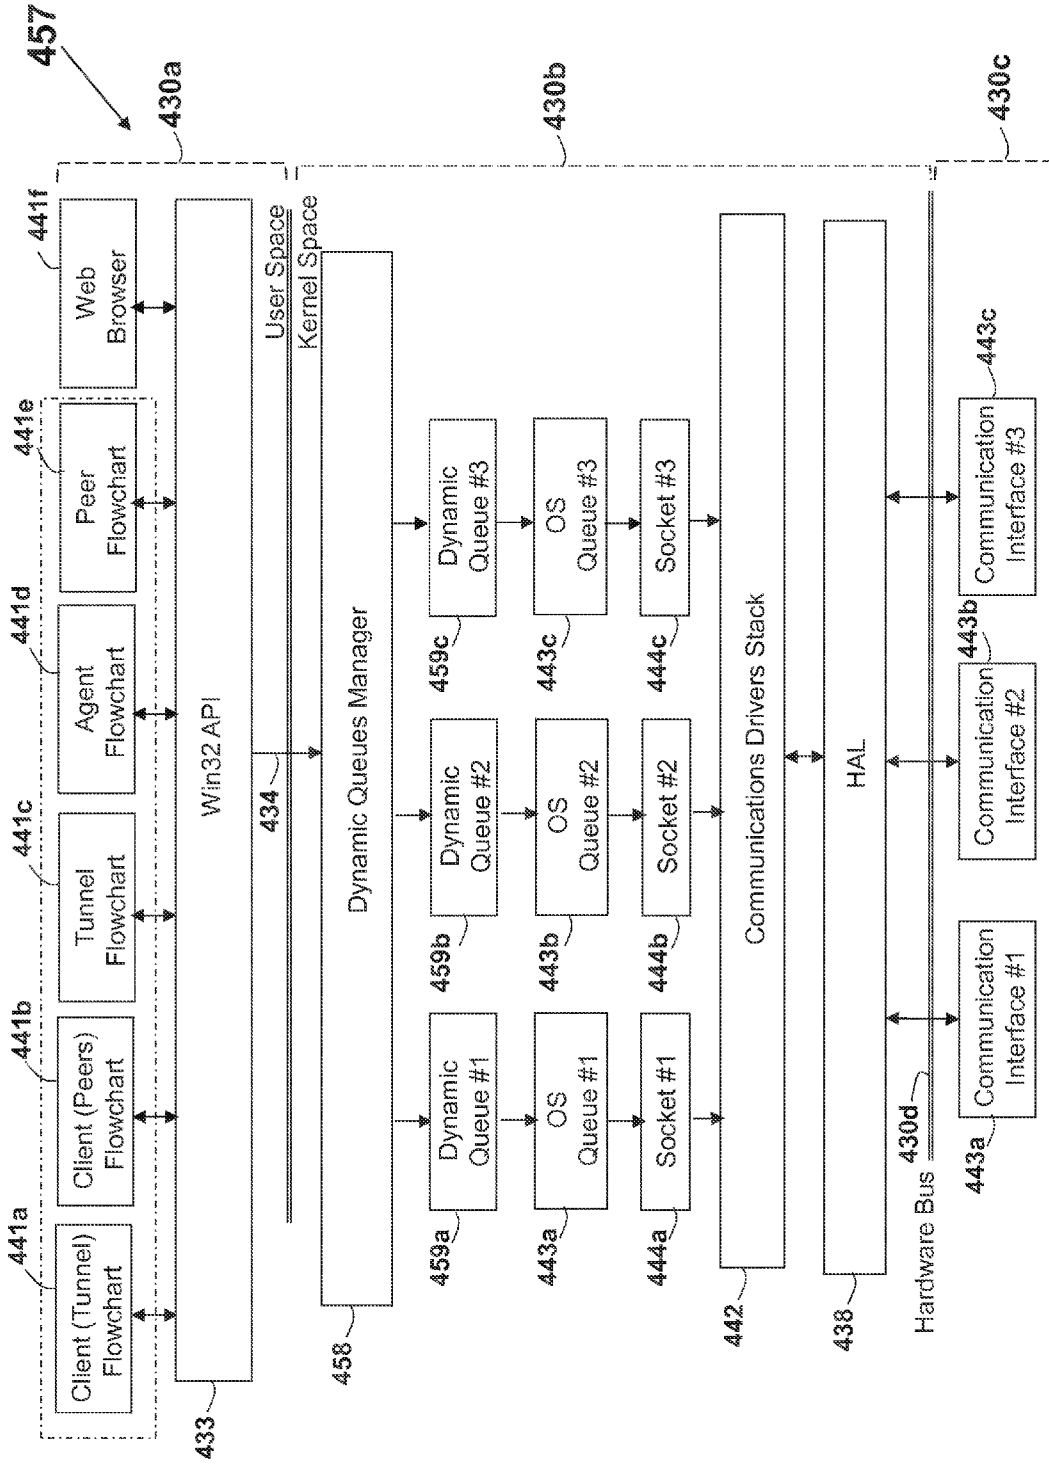 457
441a
441b
441c
441d
441e
441f
Client (Tunnel)
Flowchart
Client (Peers)
Flowchart
Tunnel
Flowchart
Agent
Flowchart
Peer
Flowchart
Web
Browser
430a
433
Win32 API
434
User Space
Kernel Space
430b
458
Dynamic Queues Manager
459a
Dynamic
Queue #1
459b
Dynamic
Queue #2
459c
Dynamic
Queue #3
443a
OS
Queue #1
443b
OS
Queue #2
443c
OS
Queue #3
444a
Socket #1
444b
Socket #2
444c
Socket #3
442
Communications Drivers Stack
438
HAL
Hardware Bus
430d
430c
443a
Communication
Interface #1
443b
Communication
Interface #2
443c
Communication
Interface #3